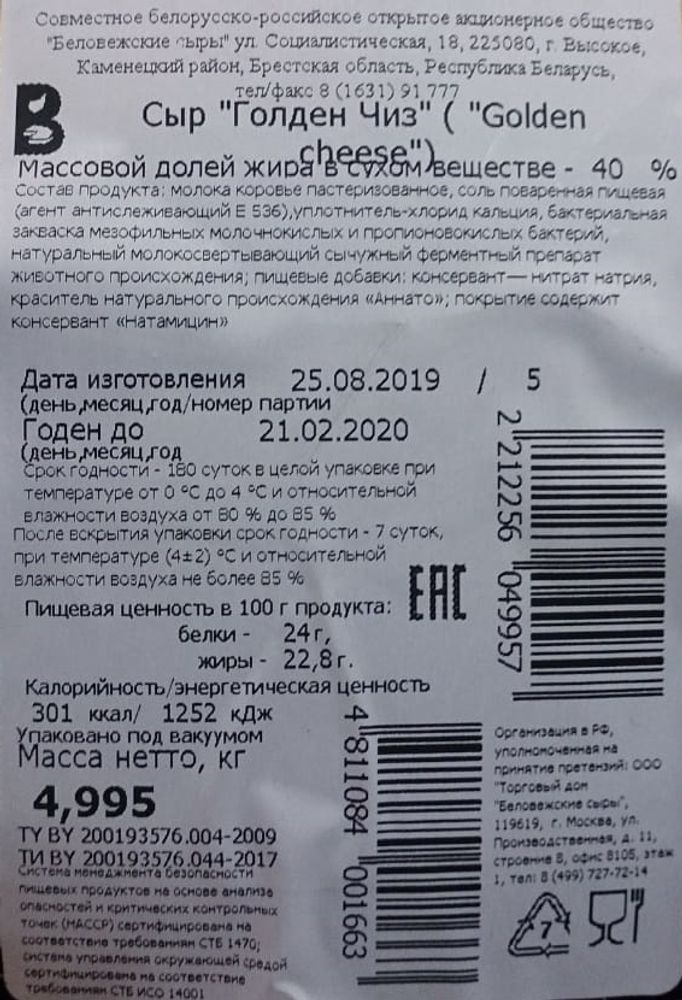 Совместное белорусско-российское открытое акционерное общество
"Беловежские сыры" ул. Социалистическая, 18, 225080, г. Высокое,
Каменецкий район, Брестская область, Республика Беларусь,
тел/факс 8 (1631) 91 777
Сыр "Голден Чиз" ( "Golden
cheese")
Массовой долей жира в сухом веществе - 40 %
Состав продукта: молока коровье пастеризованное, соль поваренная пищевая
(агент антислеживающий Е 536),уплотнитель-хлорид кальция, бактериальная
закваска мезофильных молочнокислых и пропионовокислых бактерий,
натуральный молокосвертывающий сычужный ферментный препарат
животного происхождения; пищевые добавки: консервант— нитрат натрия,
краситель натурального происхождения «Аннато»; покрытие содержит
консервант «Натамицин»
Дата изготовления 25.08.2019 / 5
(день,месяц,год/номер партии
Годен до 21.02.2020
(день,месяц,год
Срок годности - 180 суток в целой упаковке при
температуре от 0 °С до 4 °С и относительной
влажности воздуха от 80 % до 85 %
После вскрытия упаковки срок годности - 7 суток,
при температуре (4±2) °С и относительной
влажности воздуха не более 85 %
EAC
Пищевая ценность в 100 г продукта:
белки - 24г,
жиры - 22,8г.
Калорийность/энергетическая ценность
301 ккал/ 1252 кДж
Упаковано под вакуумом
Масса нетто, кг
4,995
ТУ BY 200193576.004-2009
ТИ BY 200193576.044-2017
Система менеджмента безопасности
пищевых продуктов на основе анализа
опасностей и критических контрольных
точек (НАССР) сертифицирована на
соответствие требованиям СТБ 1470;
система управления окружающей средой
сертифицирована на соответствие
требованиям СТБ ИСО 14001
2 212256 049957
4 811084 001663
Организация в РФ,
уполномоченная на
принятие претензий: ООО
"Торговый дом
"Беловежские сыры",
119619, г. Москва, ул.
Производственная, д. 11,
строение 8, офис 8105, этаж
1, тел: 8 (499) 727-72-14
7